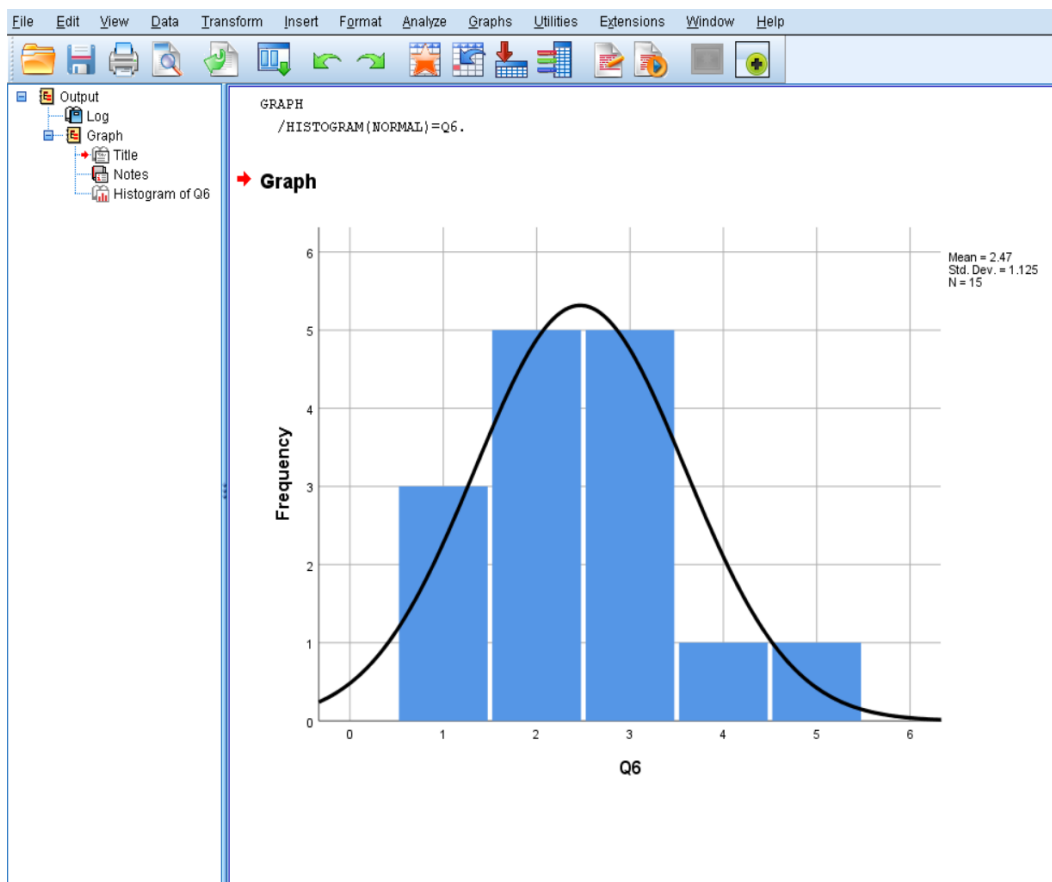 File Edit View Data Transform Insert Format Analyze Graphs Utilities Extensions Window Help
Output
Log
Graph
Title
Notes
Histogram of Q6
GRAPH
/HISTOGRAM(NORMAL)=Q6.
Graph
Mean = 2.47
Std. Dev. = 1.125
N = 15
Frequency
6
5
4
3
2
1
0
0 1 2 3 4 5 6
Q6